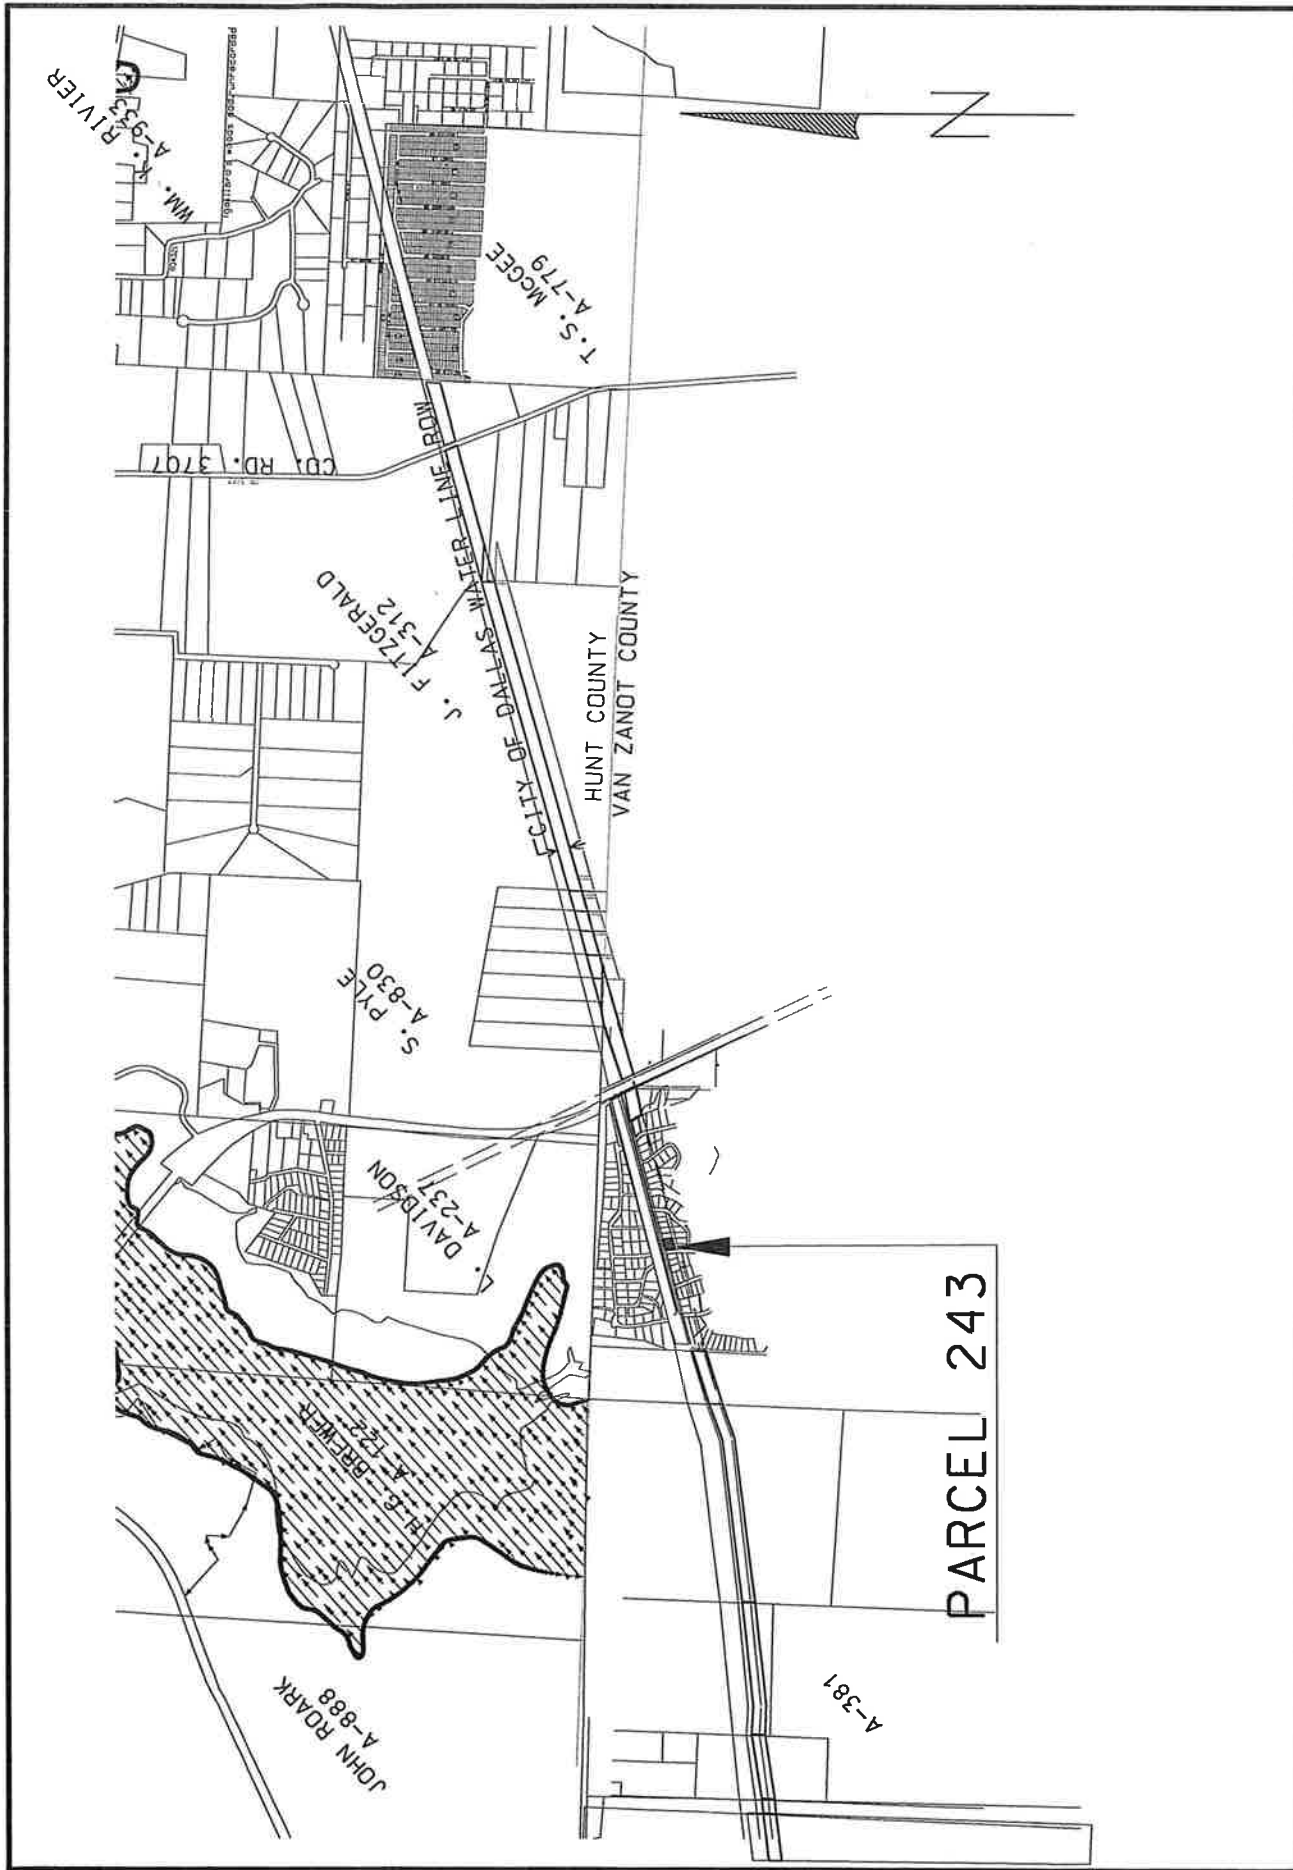 WM. R. RIVIER
A-933
T.S. McGEE
A-779
CO. RD. 3707
CITY OF DALLAS WATER LINE ROW
J. FITZGERALD
A-312
HUNT COUNTY
VAN ZANOT COUNTY
S. PYLE
A-830
DAVIDSON
A-237
H B BREWER
A 122
JOHN ROARK
A-888
A-381
PARCEL 243
N